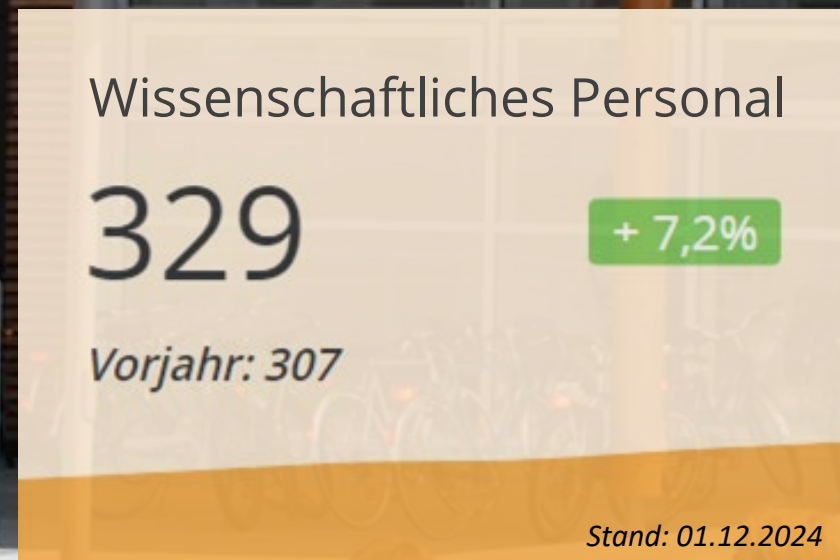 Wissenschaftliches Personal
329
+ 7,2%
Vorjahr: 307
Stand: 01.12.2024